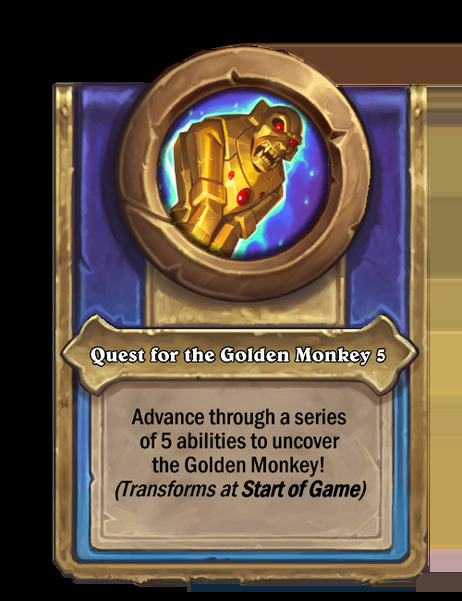 Quest for the Golden Monkey 5
Advance through a series
of 5 abilities to uncover
the Golden Monkey!
(Transforms at Start of Game)